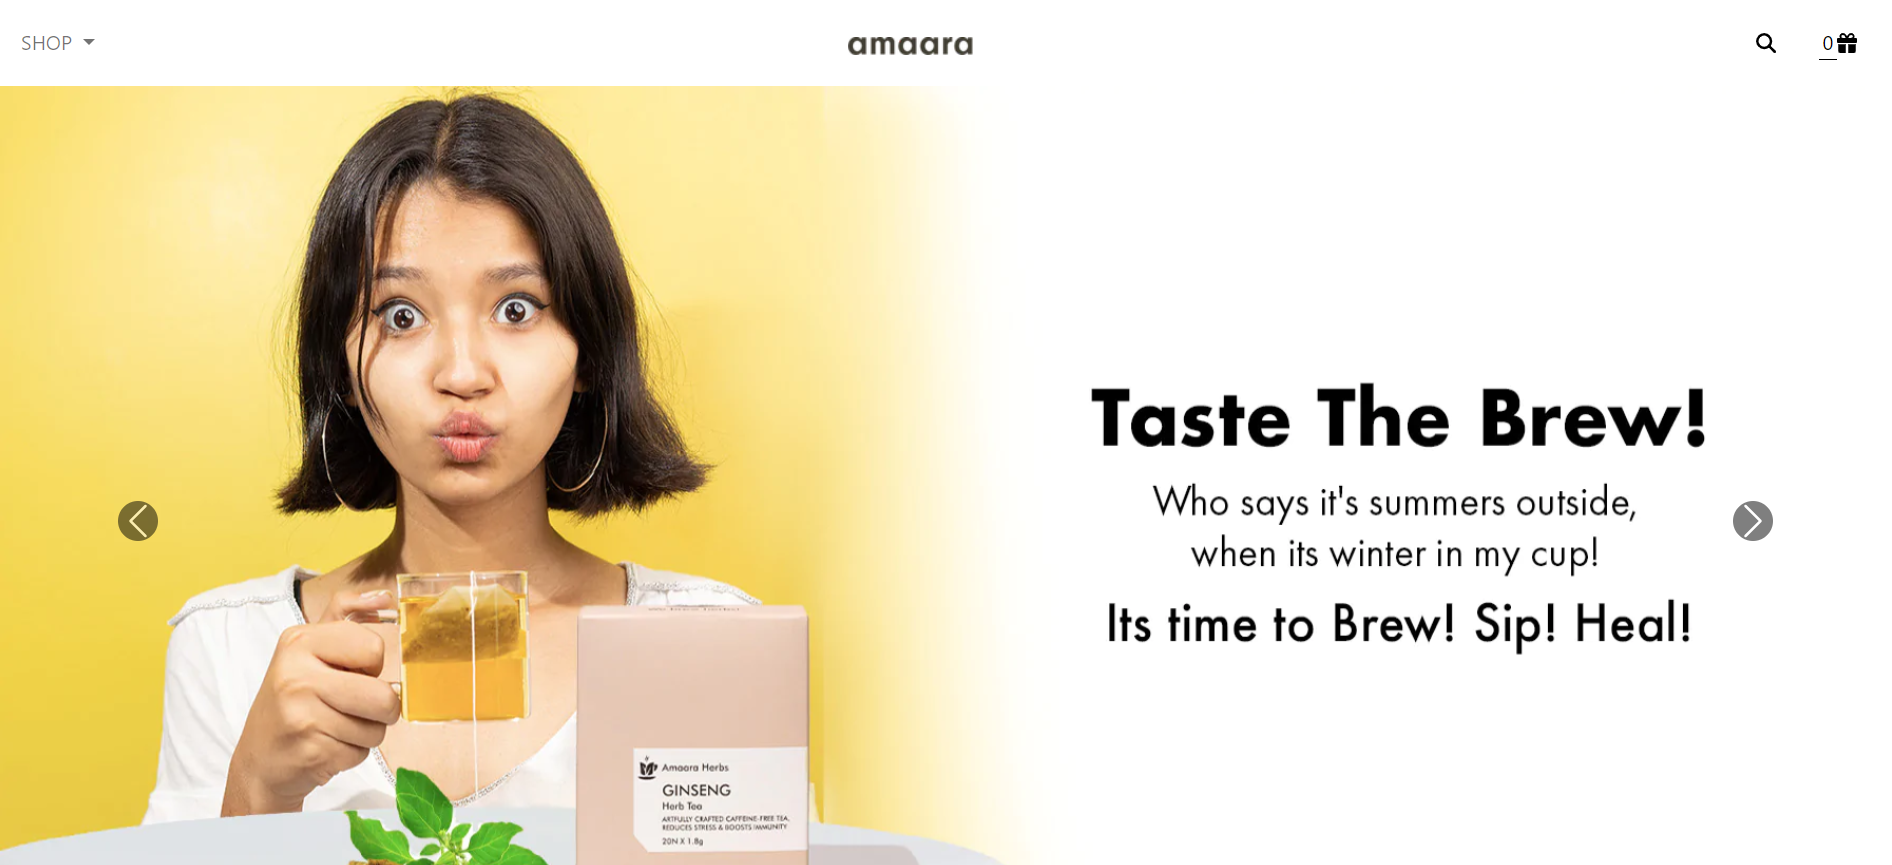 SHOP
amaara
0
Taste The Brew!
Who says it's summers outside,
when its winter in my cup!
Its time to Brew! Sip! Heal!
Amaara Herbs
GINSENG
Herb Tea
ARTFULLY CRAFTED CAFFEINE-FREE TEA,
REDUCES STRESS & BOOSTS IMMUNITY
20N X 1.8g